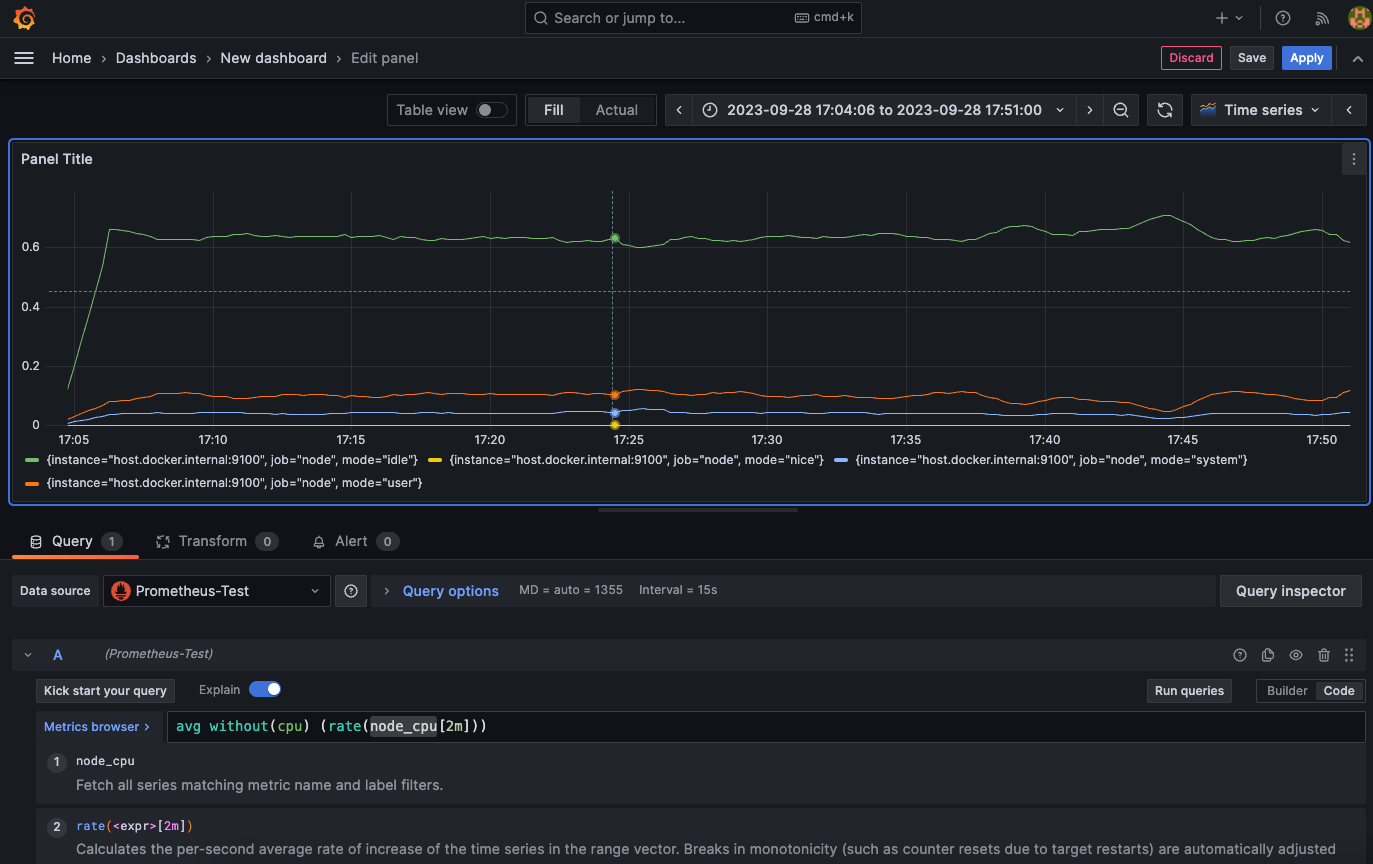 Search or jump to... cmd+k
Home › Dashboards › New dashboard › Edit panel Discard Save Apply
Table view Fill Actual 2023-09-28 17:04:06 to 2023-09-28 17:51:00 Time series
Panel Title
0.6
0.4
0.2
0
17:05 17:10 17:15 17:20 17:25 17:30 17:35 17:40 17:45 17:50
{instance="host.docker.internal:9100", job="node", mode="idle"} {instance="host.docker.internal:9100", job="node", mode="nice"} {instance="host.docker.internal:9100", job="node", mode="system"}
{instance="host.docker.internal:9100", job="node", mode="user"}
Query 1 Transform 0 Alert 0
Data source Prometheus-Test Query options MD = auto = 1355 Interval = 15s Query inspector
A (Prometheus-Test)
Kick start your query Explain Run queries Builder Code
Metrics browser › avg without(cpu) (rate(node_cpu[2m]))
1 node_cpu
Fetch all series matching metric name and label filters.
2 rate(<expr>[2m])
Calculates the per-second average rate of increase of the time series in the range vector. Breaks in monotonicity (such as counter resets due to target restarts) are automatically adjusted